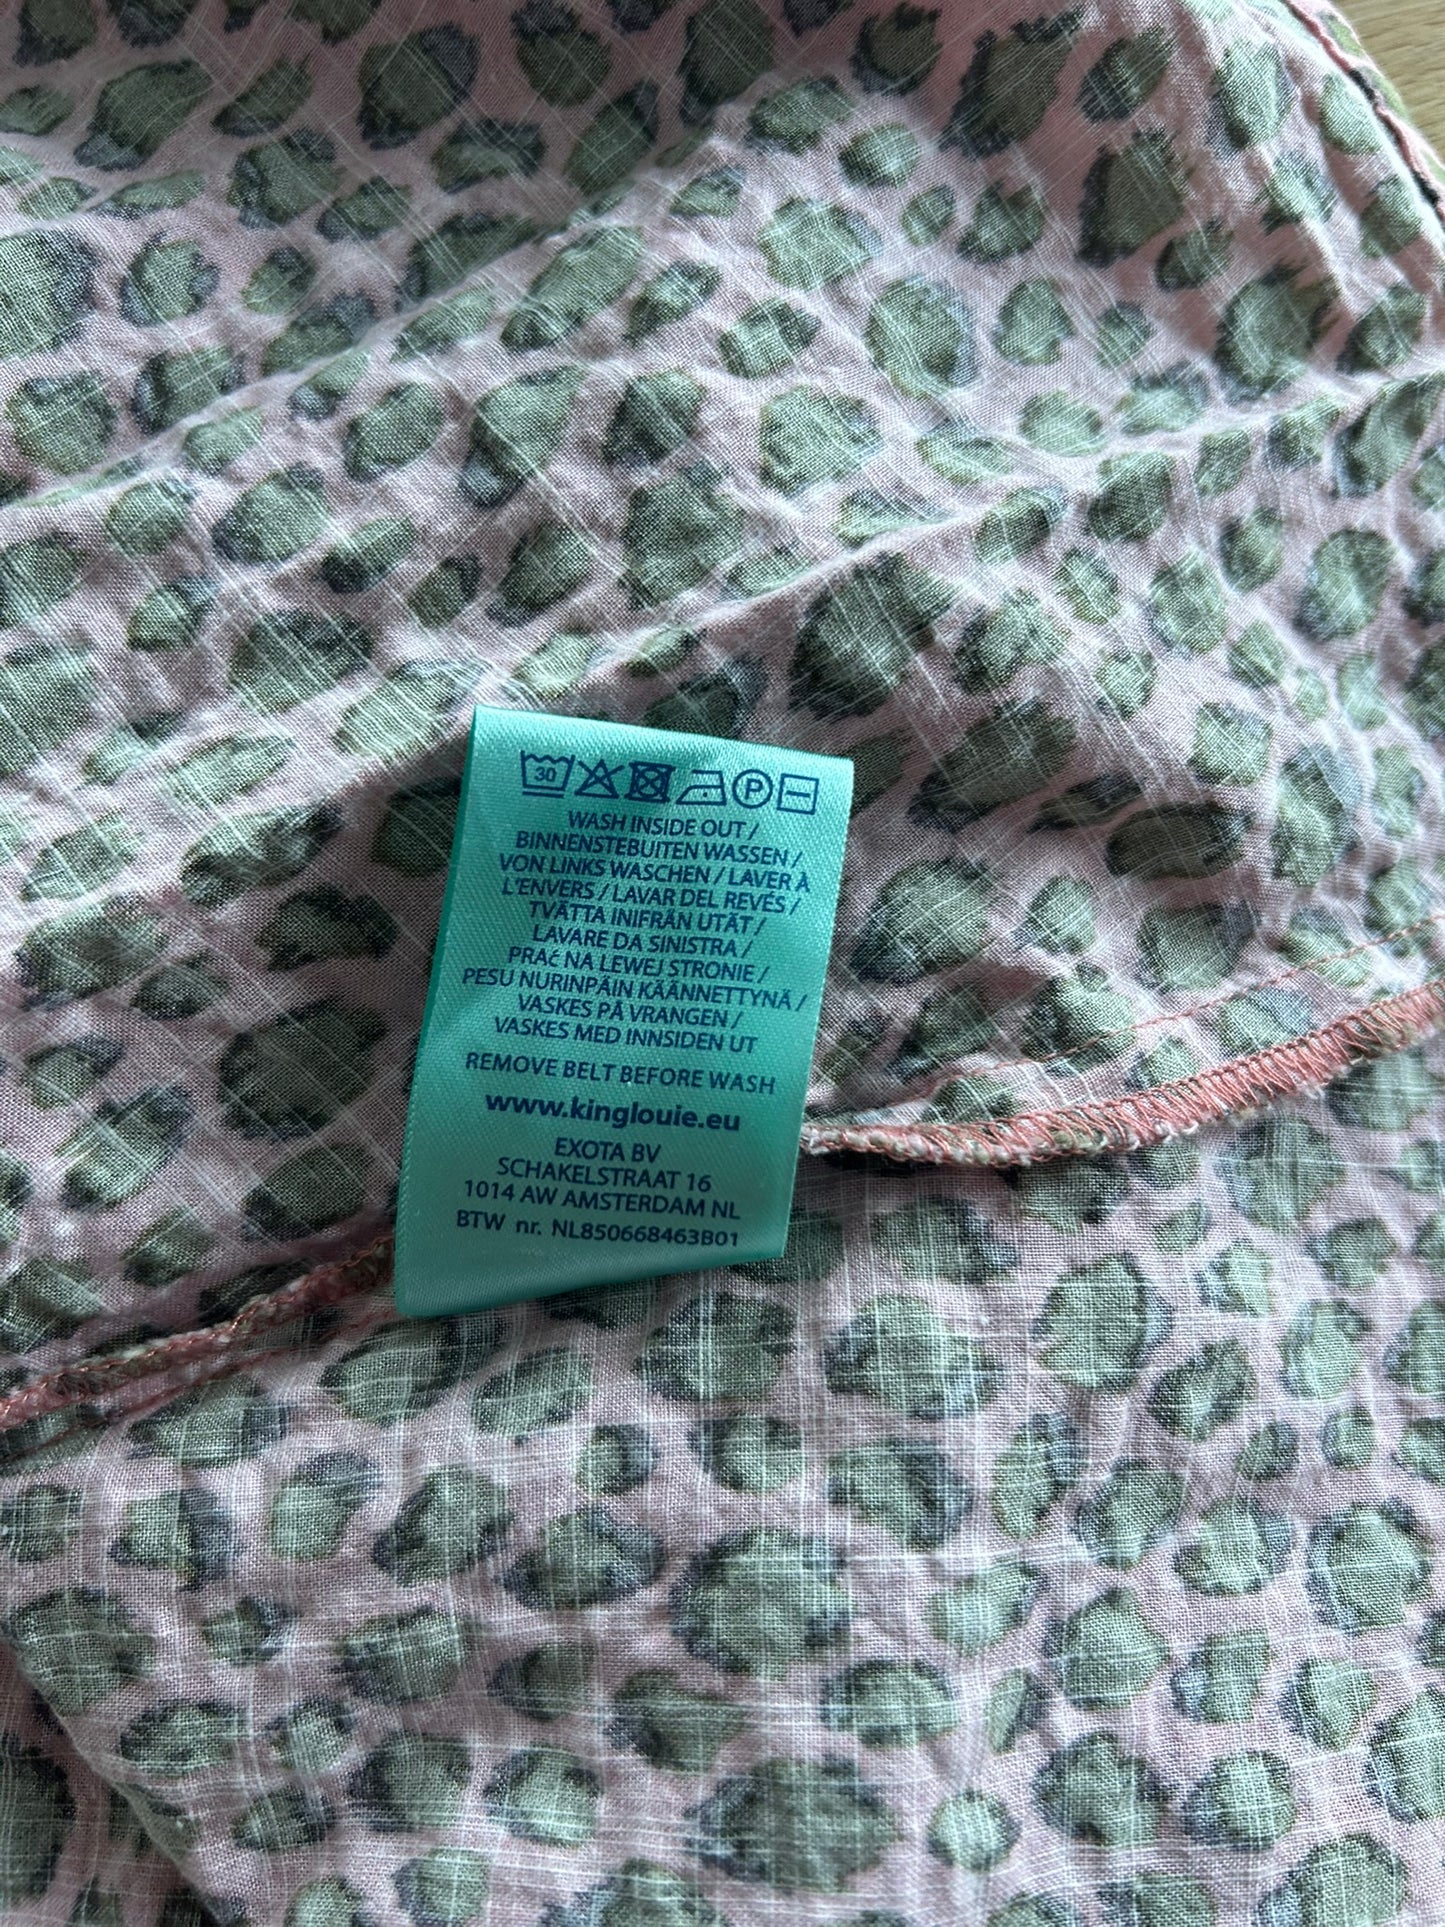 30 P
WASH INSIDE OUT /
BINNENSTEBUITEN WASSEN /
VON LINKS WASCHEN / LAVER À
L'ENVERS / LAVAR DEL REVÉS /
TVÄTTA INIFRÅN UTÅT /
LAVARE DA SINISTRA /
PRAĆ NA LEWEJ STRONIE /
PESU NURINPÄIN KÄÄNNETTYNÄ /
VASKES PÅ VRANGEN /
VASKES MED INNSIDEN UT
REMOVE BELT BEFORE WASH
www.kinglouie.eu
EXOTA BV
SCHAKELSTRAAT 16
1014 AW AMSTERDAM NL
BTW nr. NL850668463B01